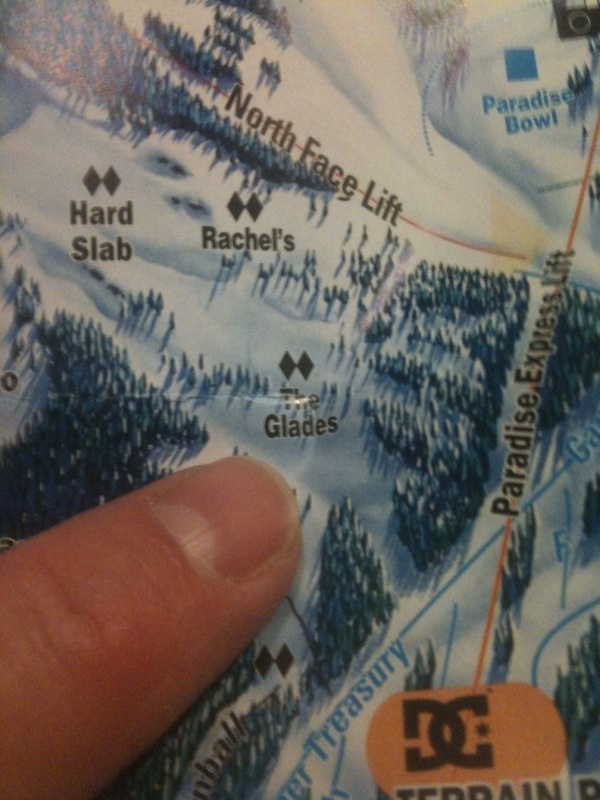 Paradise
Bowl
North Face Lift
Hard
Slab
Rachel's
The
Glades
Paradise Express Lift
Treasury
DC
TERRAIN